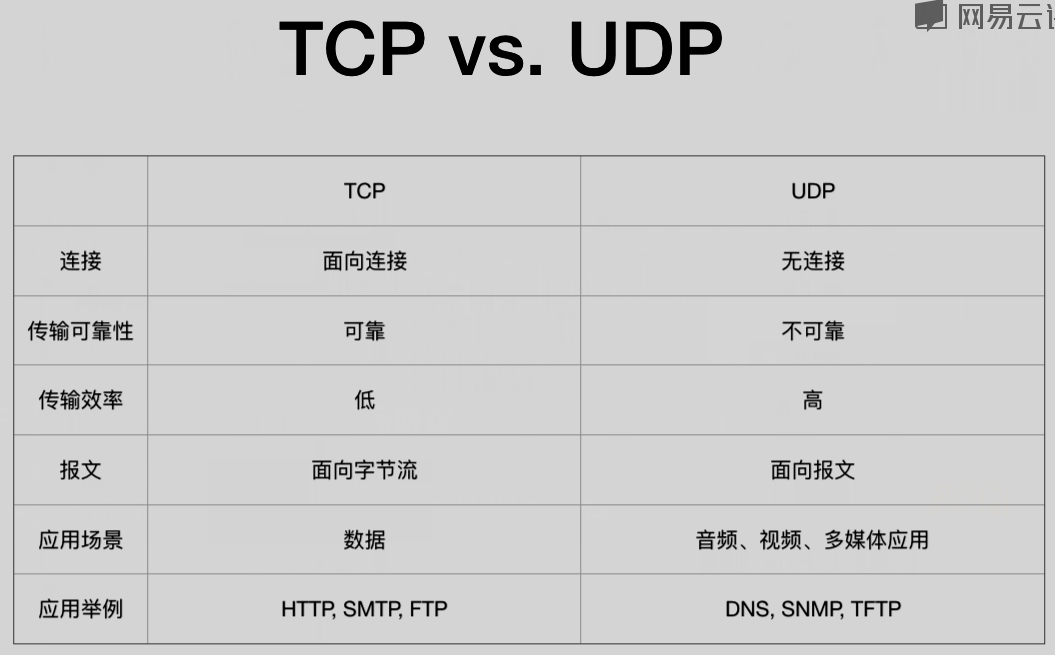 网易云
TCP vs. UDP
TCP UDP
连接 面向连接 无连接
传输可靠性 可靠 不可靠
传输效率 低 高
报文 面向字节流 面向报文
应用场景 数据 音频、视频、多媒体应用
应用举例 HTTP, SMTP, FTP DNS, SNMP, TFTP